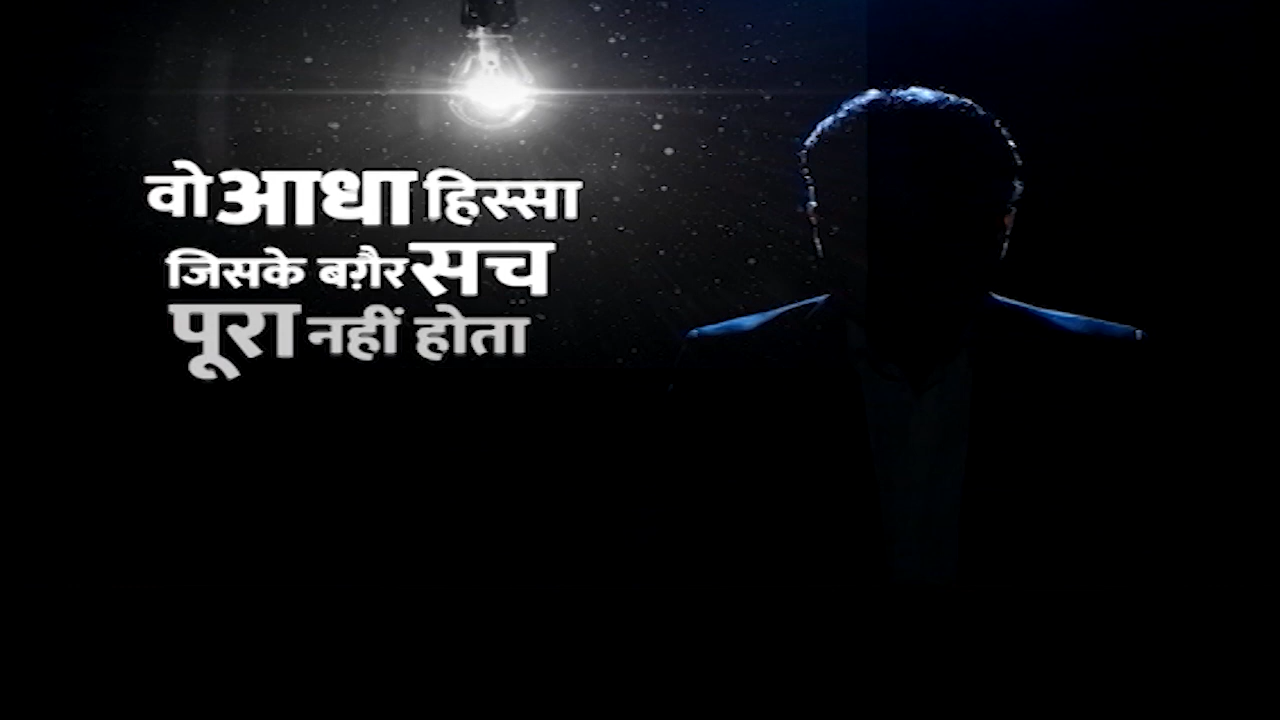 वो आधा हिस्सा
जिसके बग़ैर सच
पूरा नहीं होता